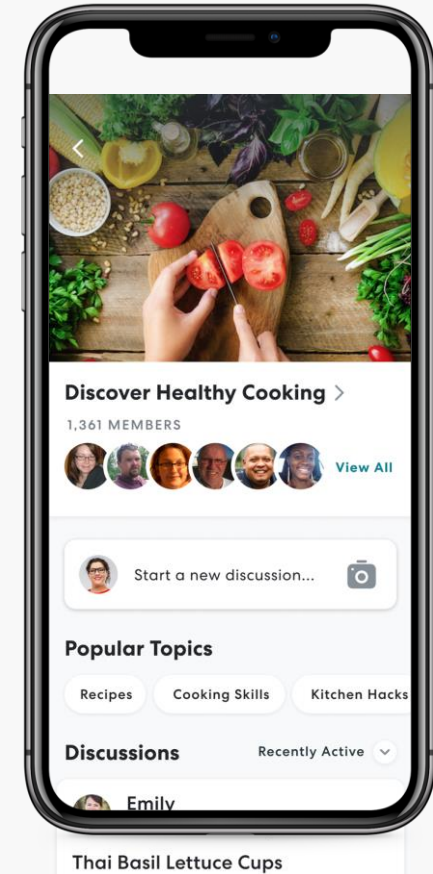 Discover Healthy Cooking
1,361 MEMBERS
View All
Start a new discussion...
Popular Topics
Recipes Cooking Skills Kitchen Hacks
Discussions Recently Active
Emily
Thai Basil Lettuce Cups